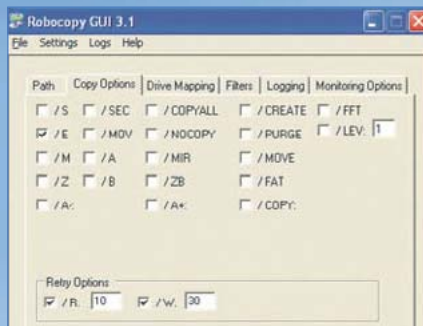 Robocopy GUI 3.1
File Settings Logs Help
Path Copy Options Drive Mapping Filters Logging Monitoring Options
/S /SEC /COPYALL /CREATE /FFT
/E /MOV /NOCOPY /PURGE /LEV: 1
/M /A /MIR /MOVE
/Z /B /ZB /FAT
/A-: /A+: /COPY:
Retry Options
/R: 10 /W: 30